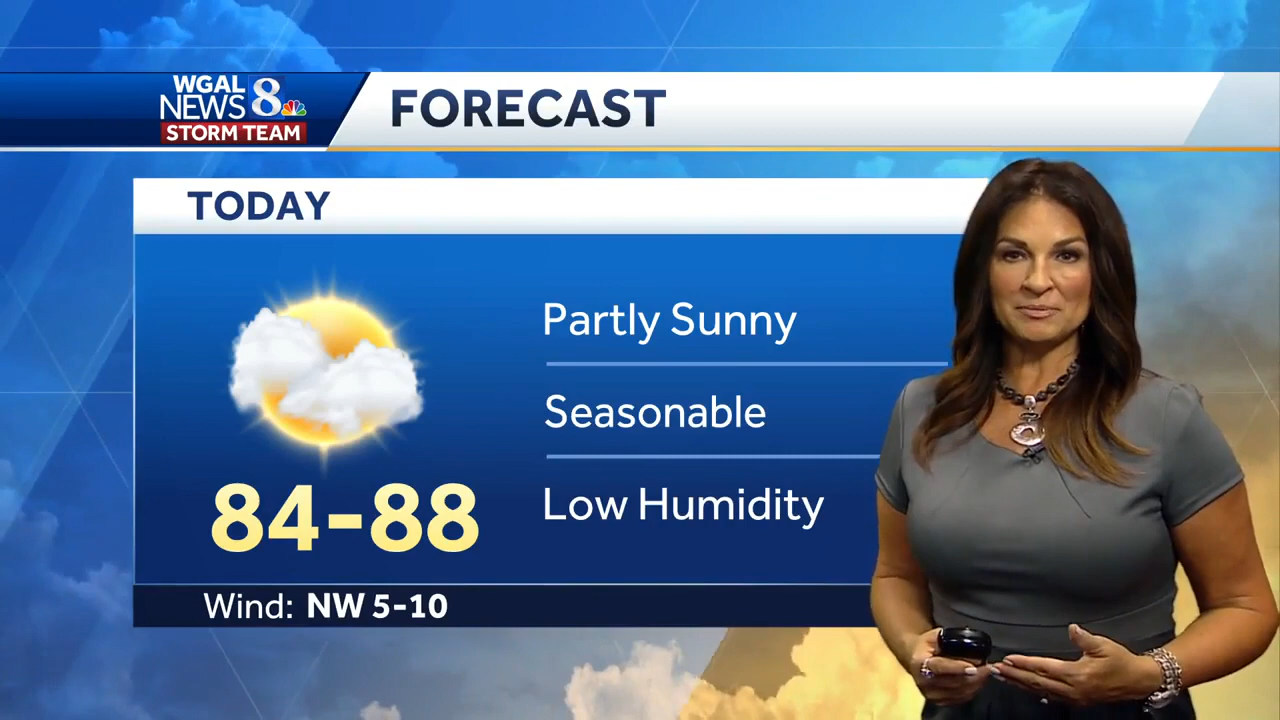 WGAL
NEWS 8
STORM TEAM
FORECAST
TODAY
Partly Sunny
Seasonable
Low Humidity
84-88
Wind: NW 5-10